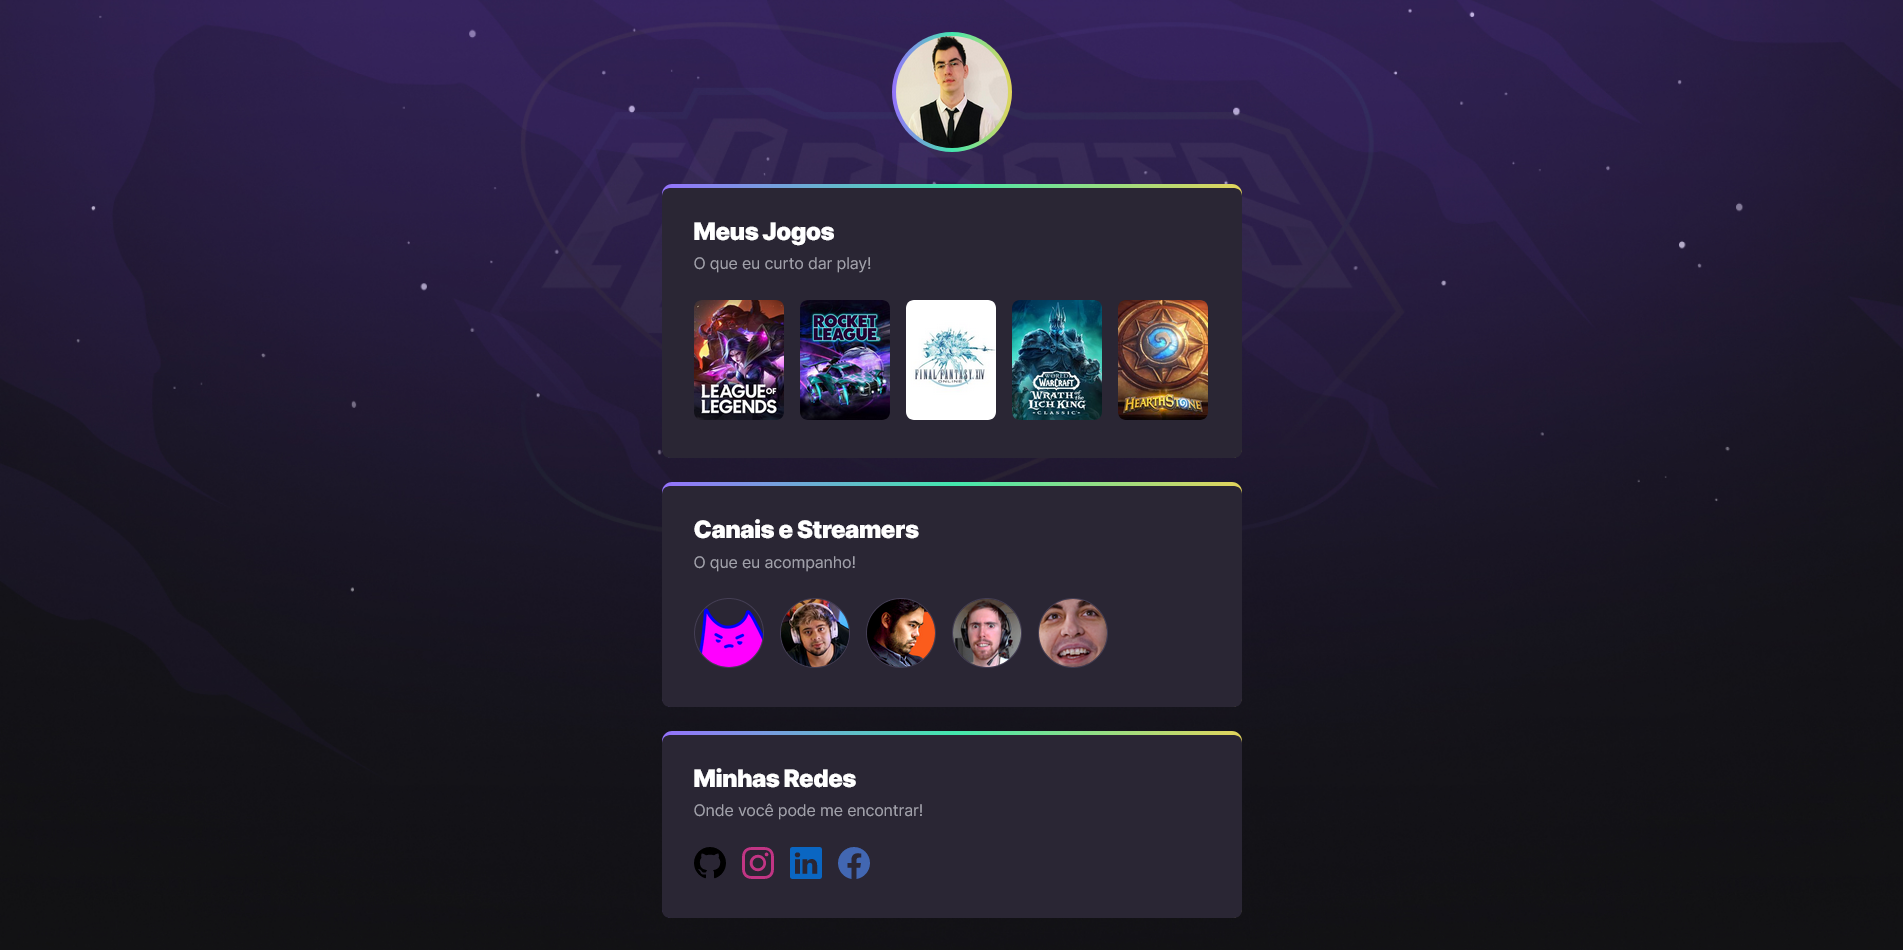 Meus Jogos
O que eu curto dar play!
LEAGUE OF
LEGENDS
ROCKET
LEAGUE
FINAL FANTASY XIV
ONLINE
WORLD
WARCRAFT
WRATH of the
LICH KING
CLASSIC
HEARTHSTONE
Canais e Streamers
O que eu acompanho!
Minhas Redes
Onde você pode me encontrar!
in